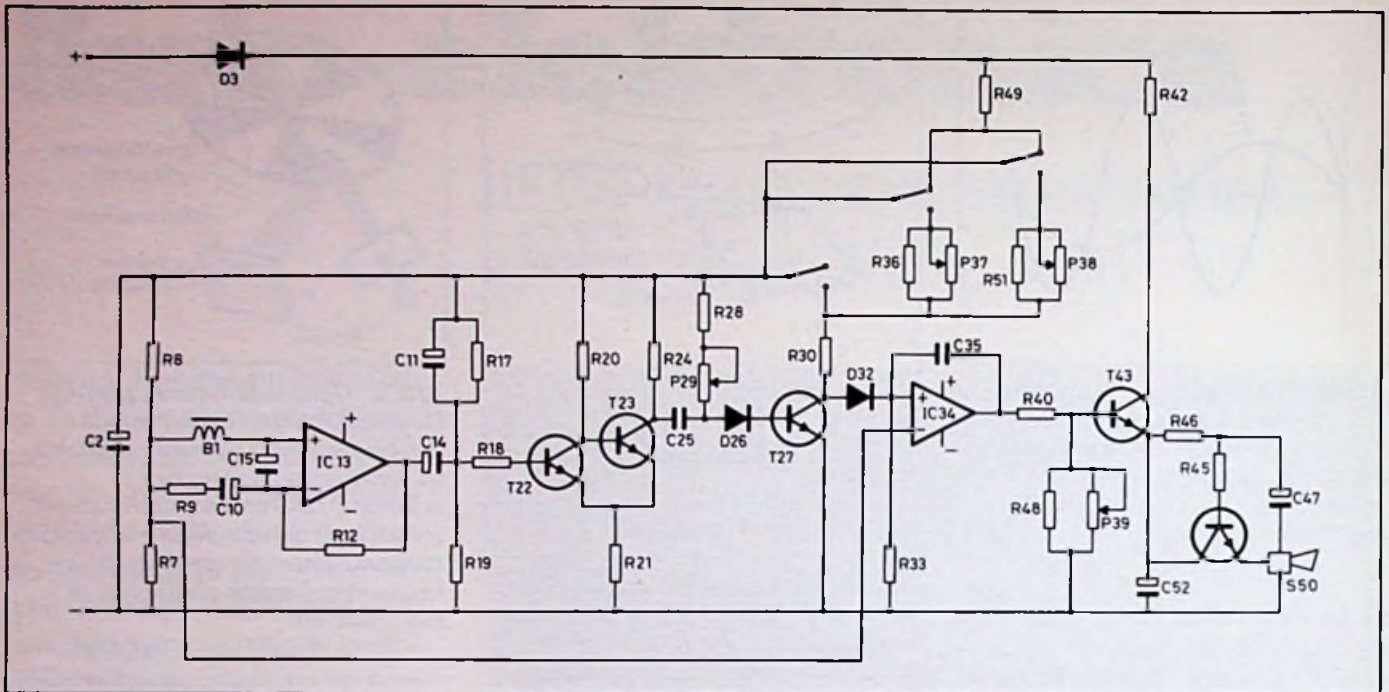 +
D3
R49
R42
R36
P37
R51
P38
R8
C11
R17
R20
R24
R28
P29
R30
C35
D32
T43
C2
B1
C15
+
IC 13
-
+
-
C14
R18
T22
T23
C25
D26
T27
+
IC34
-
+
-
R40
R46
R45
C47
R9
C10
R12
R7
R19
R21
R33
R48
P39
C52
S50
-